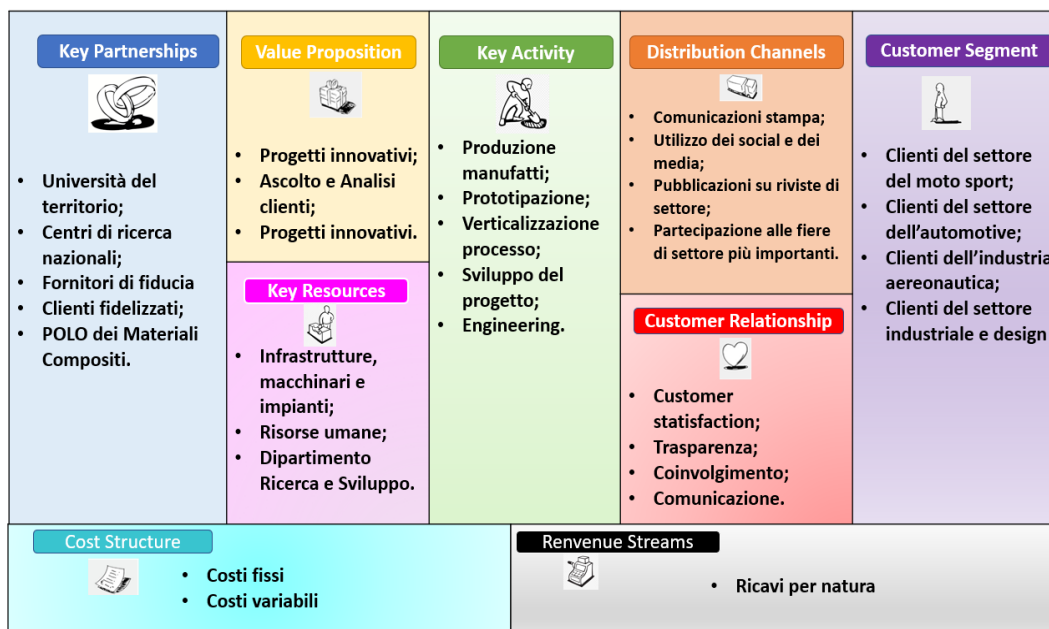 Key Partnerships
• Università del
territorio;
• Centri di ricerca
nazionali;
• Fornitori di fiducia
• Clienti fidelizzati;
• POLO dei Materiali
Compositi.
Value Proposition
• Progetti innovativi;
• Ascolto e Analisi
clienti;
• Progetti innovativi.
Key Resources
• Infrastrutture,
macchinari e
impianti;
• Risorse umane;
• Dipartimento
Ricerca e Sviluppo.
Key Activity
• Produzione
manufatti;
• Prototipazione;
• Verticalizzazione
processo;
• Sviluppo del
progetto;
• Engineering.
Distribution Channels
• Comunicazioni stampa;
• Utilizzo dei social e dei
media;
• Pubblicazioni su riviste di
settore;
• Partecipazione alle fiere
di settore più importanti.
Customer Relationship
• Customer
statisfaction;
• Trasparenza;
• Coinvolgimento;
• Comunicazione.
Customer Segment
• Clienti del settore
del moto sport;
• Clienti del settore
dell’automotive;
• Clienti dell’industria
aereonautica;
• Clienti del settore
industriale e design
Cost Structure
• Costi fissi
• Costi variabili
Renvenue Streams
• Ricavi per natura